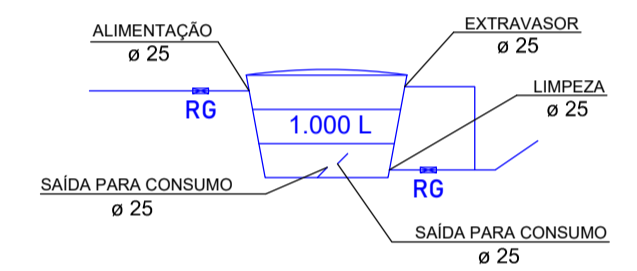 ALIMENTAÇÃO
ø 25
EXTRAVASOR
ø 25
RG
1.000 L
LIMPEZA
ø 25
SAÍDA PARA CONSUMO
ø 25
RG
SAÍDA PARA CONSUMO
ø 25